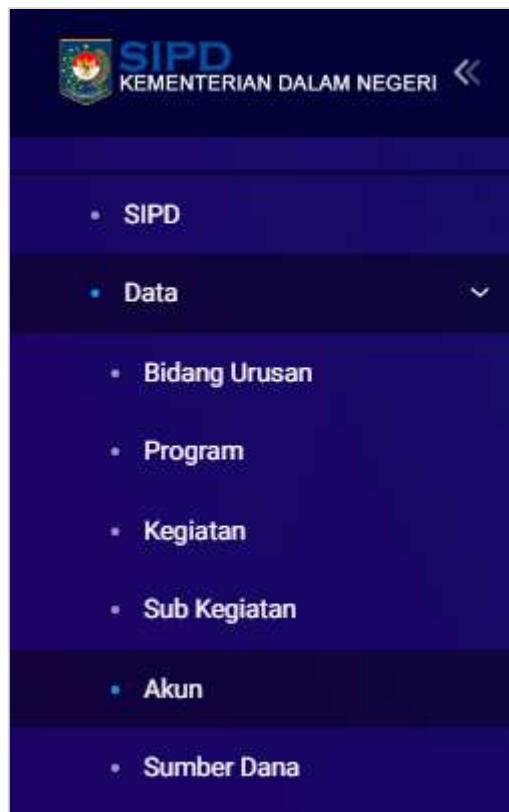 SIPD
KEMENTERIAN DALAM NEGERI
SIPD
Data
Bidang Urusan
Program
Kegiatan
Sub Kegiatan
Akun
Sumber Dana